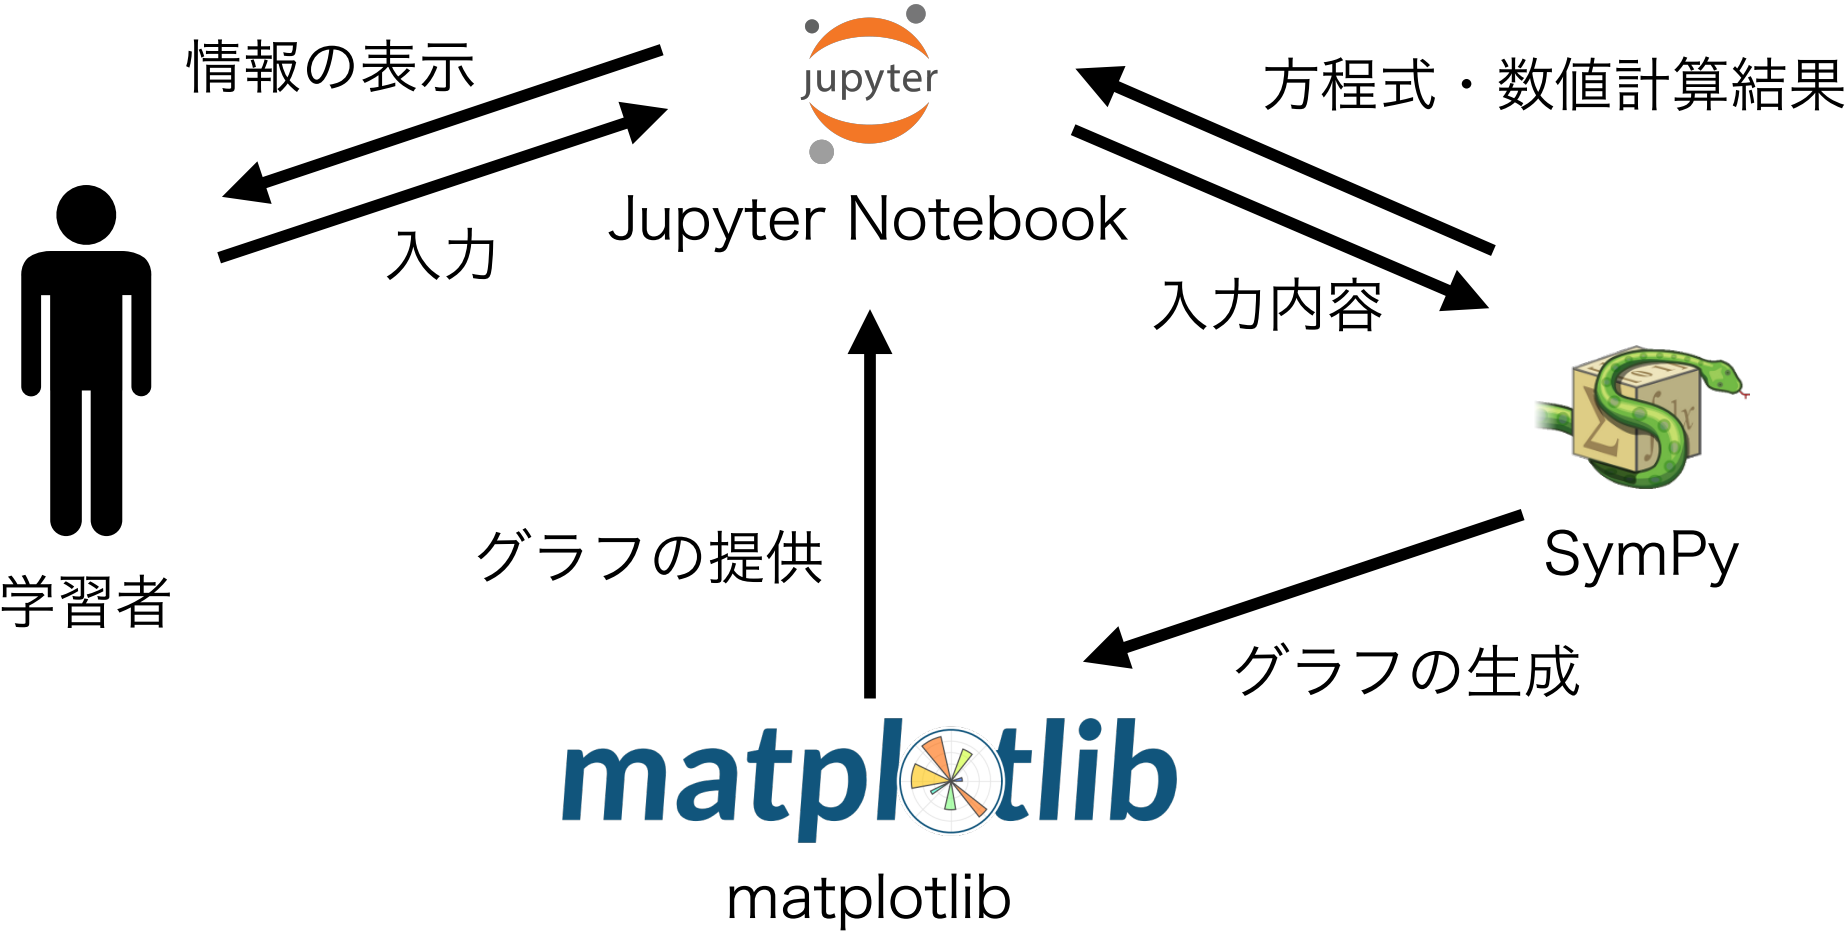 情報の表示
jupyter
方程式・数値計算結果
Jupyter Notebook
入力
入力内容
グラフの提供
SymPy
学習者
グラフの生成
matplotlib
matplotlib